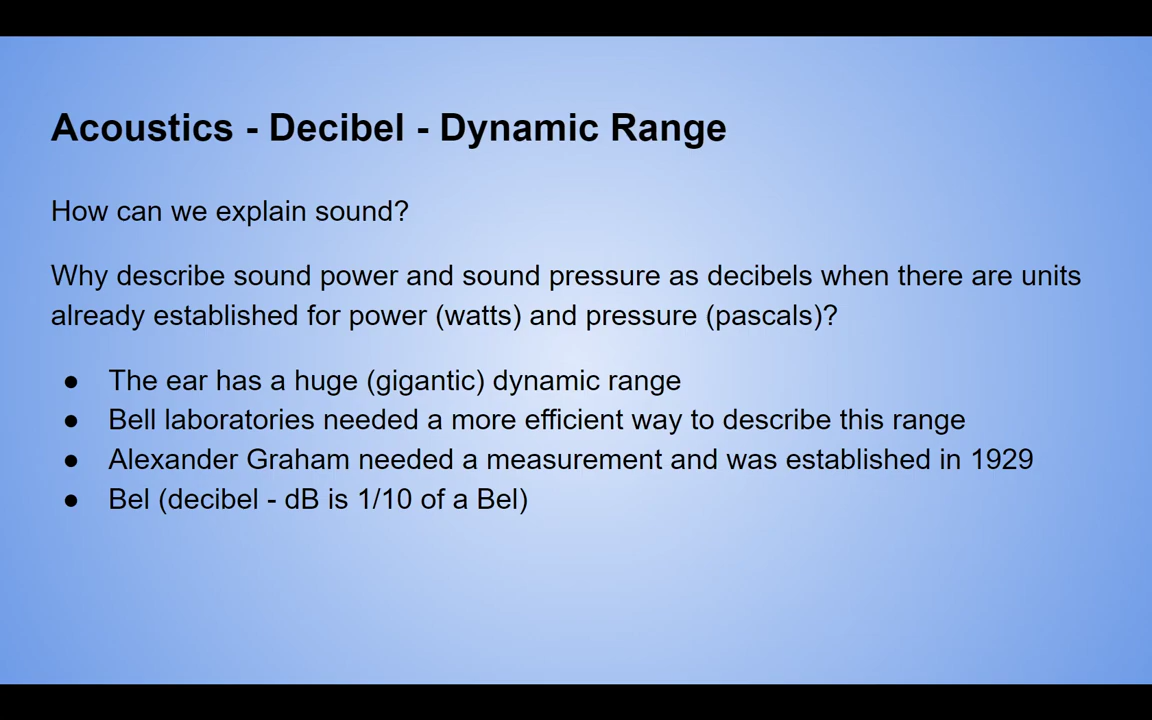 Acoustics - Decibel - Dynamic Range
How can we explain sound?
Why describe sound power and sound pressure as decibels when there are units
already established for power (watts) and pressure (pascals)?
● The ear has a huge (gigantic) dynamic range
● Bell laboratories needed a more efficient way to describe this range
● Alexander Graham needed a measurement and was established in 1929
● Bel (decibel - dB is 1/10 of a Bel)